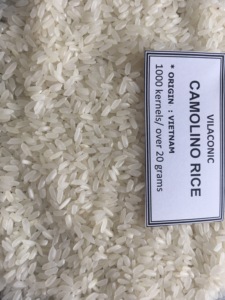 VILACONIC
CAMOLINO RICE
* ORIGIN : VIETNAM
1000 kernels/ over 20 grams